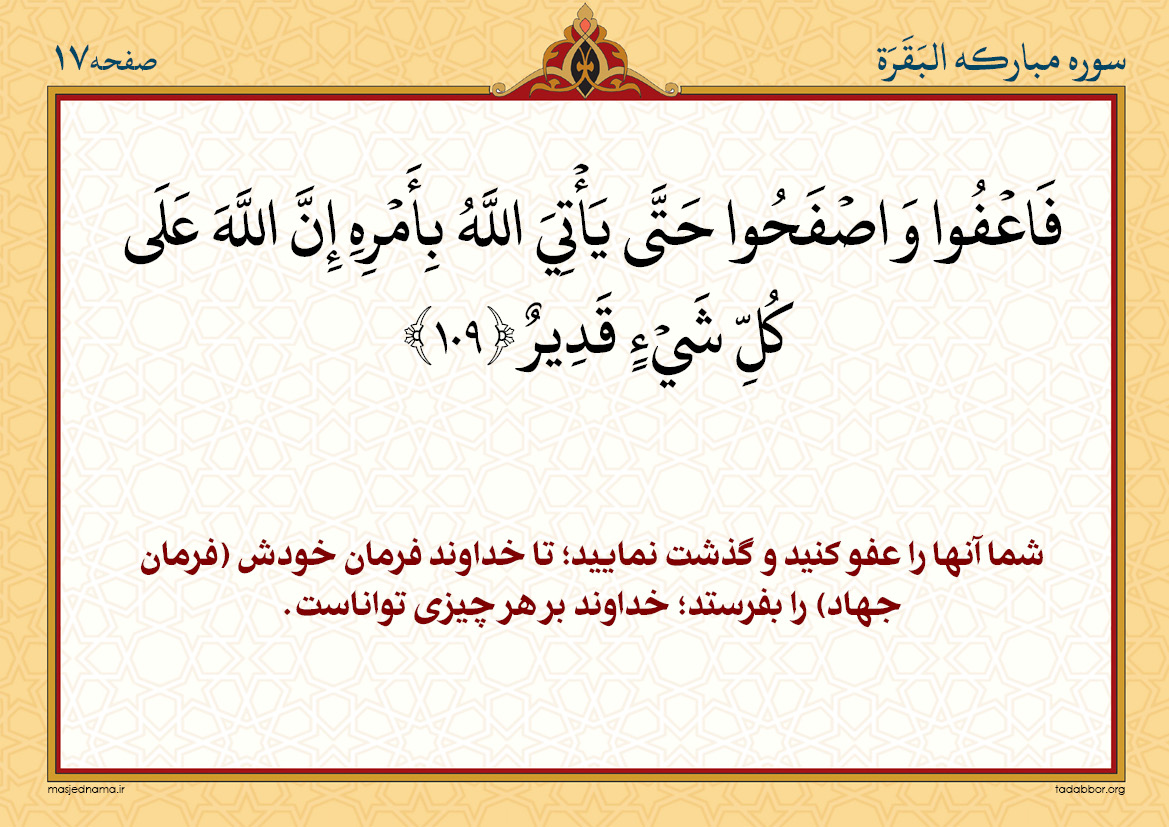 سوره مبارکه البَقَرَة
صفحه۱۷
فَاعْفُوا وَ اصْفَحُوا حَتَّى يَأْتِيَ اللَّهُ بِأَمْرِهِ إِنَّ اللَّهَ عَلَى
كُلِّ شَيْءٍ قَدِيرٌ ﴿۱۰۹﴾
شما آنها را عفو کنید و گذشت نمایید؛ تا خداوند فرمان خودش (فرمان
جهاد) را بفرستد؛ خداوند بر هر چیزی تواناست.
masjednama.ir
tadabbor.org